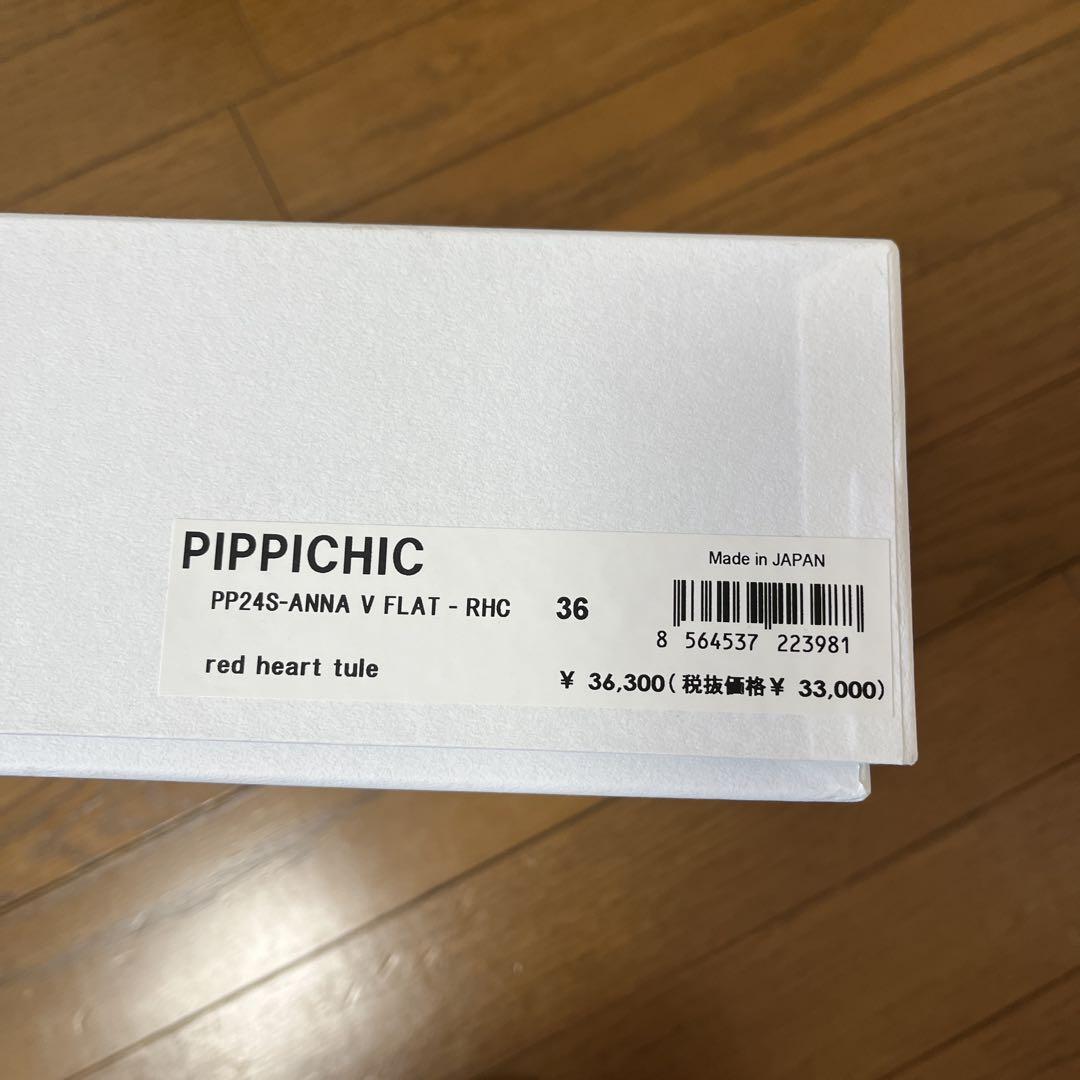 PIPPICHIC
Made in JAPAN
PP24S-ANNA V FLAT - RHC 36
8 564537 223981
red heart tule
¥ 36,300(税抜価格¥ 33,000)